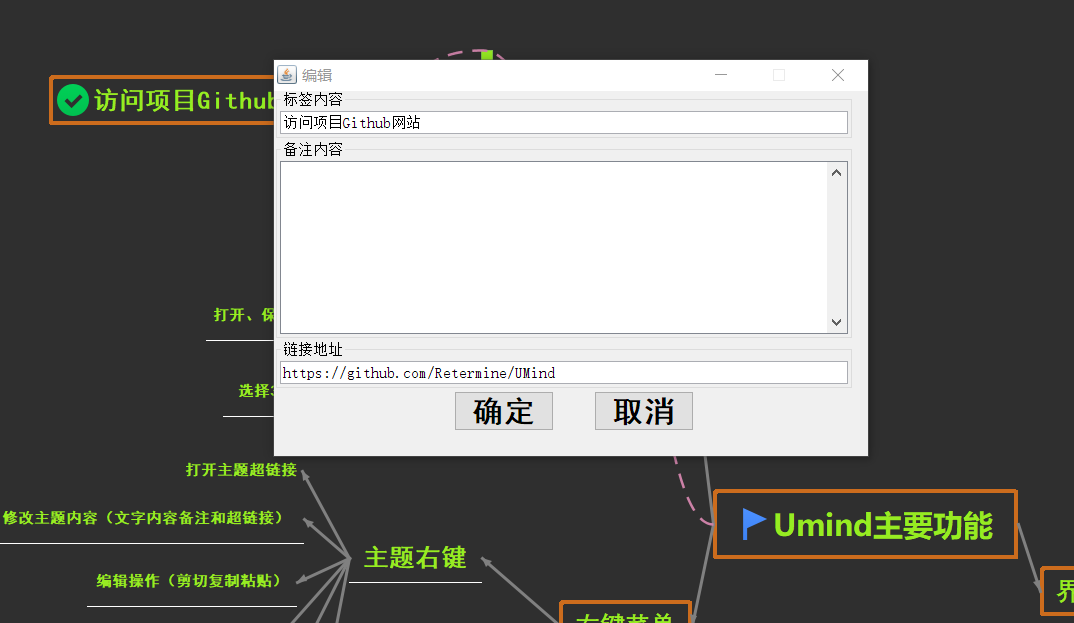 编辑
标签内容
访问项目Github网站
备注内容
链接地址
https://github.com/Retermine/UMind
确定
取消
访问项目Github
打开、保
选择
打开主题超链接
修改主题内容（文字内容备注和超链接）
编辑操作（剪切复制粘贴）
主题右键
Umind主要功能
右键菜单
界